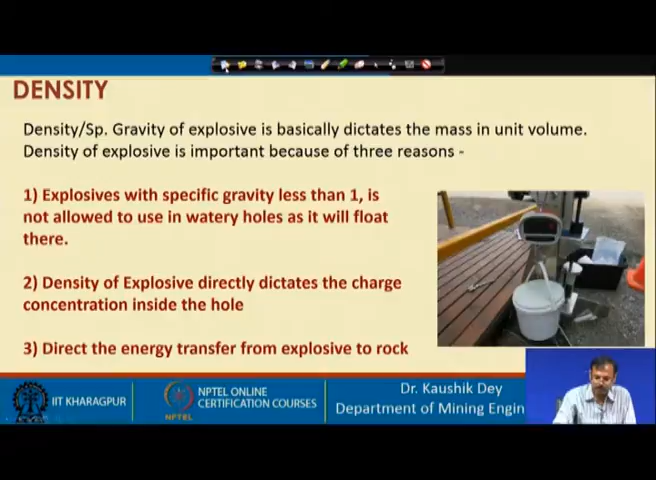 DENSITY
Density/Sp. Gravity of explosive is basically dictates the mass in unit volume.
Density of explosive is important because of three reasons -
1) Explosives with specific gravity less than 1, is
not allowed to use in watery holes as it will float
there.
2) Density of Explosive directly dictates the charge
concentration inside the hole
3) Direct the energy transfer from explosive to rock
IIT KHARAGPUR
NPTEL
NPTEL ONLINE
CERTIFICATION COURSES
Dr. Kaushik Dey
Department of Mining Engin